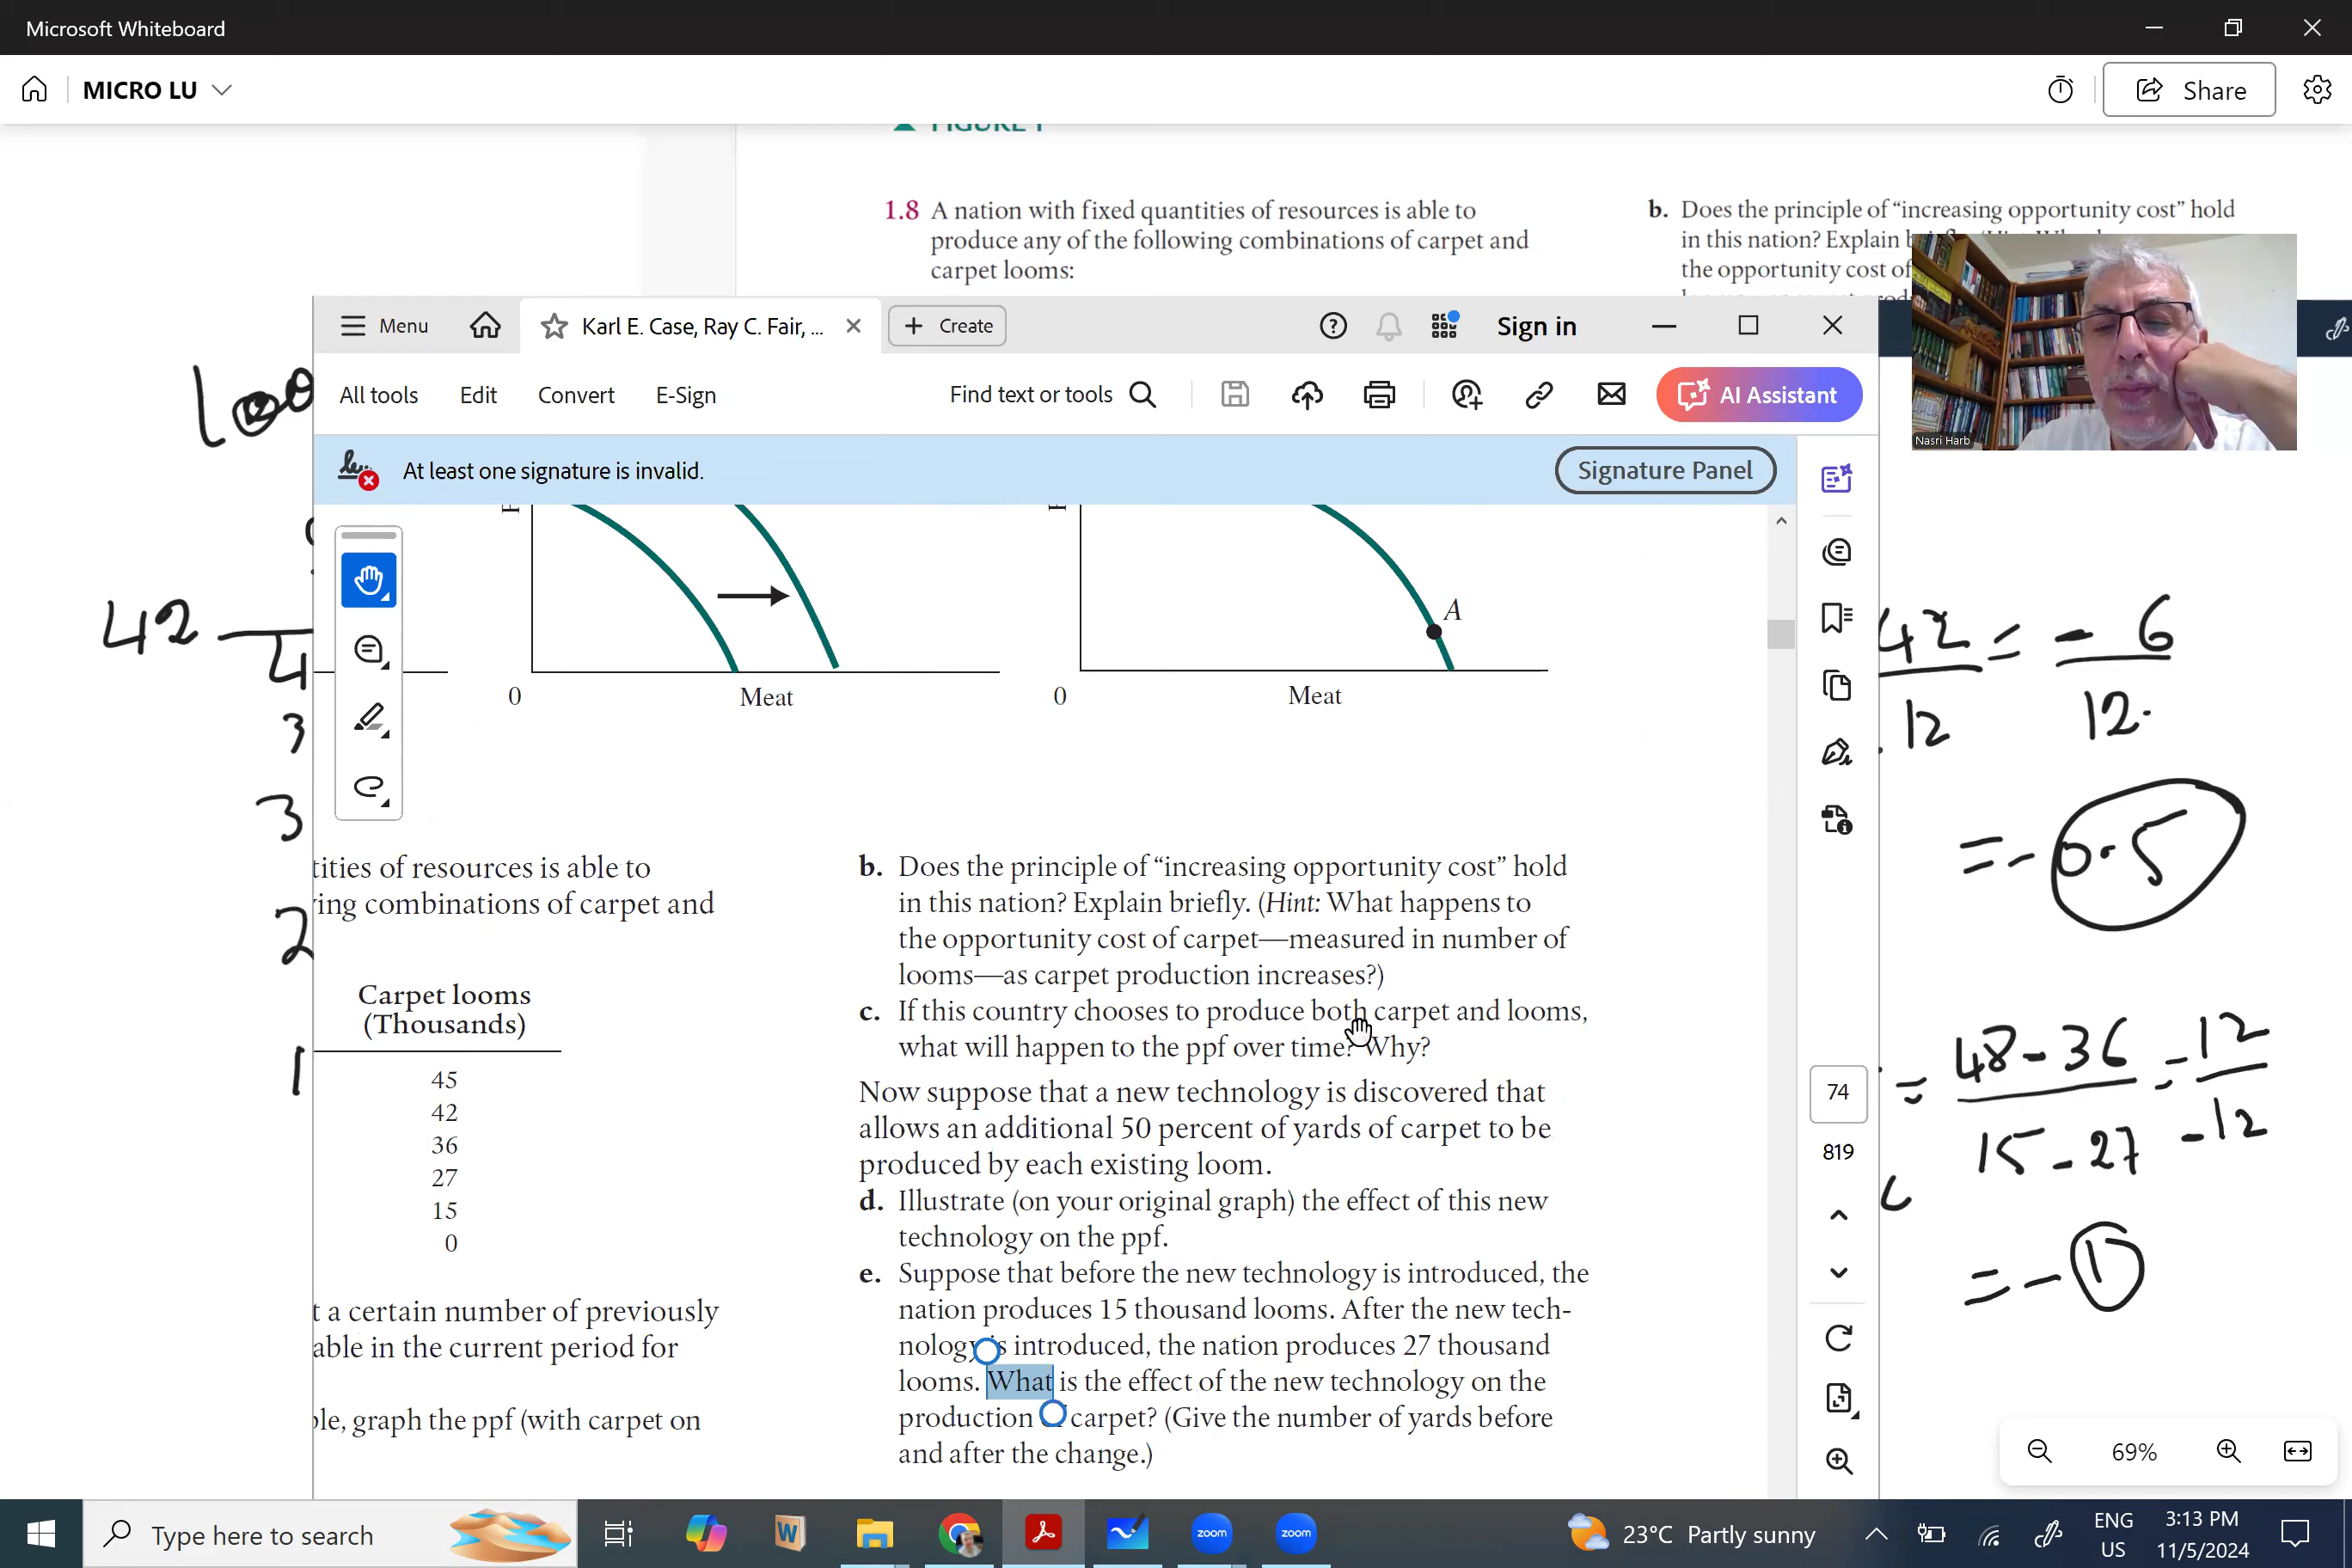 Microsoft Whiteboard
MICRO LU
Share
FIGURE 1
1.8 A nation with fixed quantities of resources is able to
produce any of the following combinations of carpet and
carpet looms:
b. Does the principle of “increasing opportunity cost” hold
in this nation? Explain
the opportunity cost of
Nasri Harb
Menu
Karl E. Case, Ray C. Fair, ...
Create
Sign in
All tools
Edit
Convert
E-Sign
Find text or tools
AI Assistant
At least one signature is invalid.
Signature Panel
A
0
Meat
0
Meat
42
4
3
3
2
1
42 = - 6
12 12
= - 0.5
= 48 - 36 = 12
15 - 27 - 12
= - 1
tities of resources is able to
ing combinations of carpet and
Carpet looms
(Thousands)
45
42
36
27
15
0
t a certain number of previously
able in the current period for
ble, graph the ppf (with carpet on
b. Does the principle of “increasing opportunity cost” hold
in this nation? Explain briefly. (Hint: What happens to
the opportunity cost of carpet—measured in number of
looms—as carpet production increases?)
c. If this country chooses to produce both carpet and looms,
what will happen to the ppf over time? Why?
Now suppose that a new technology is discovered that
allows an additional 50 percent of yards of carpet to be
produced by each existing loom.
d. Illustrate (on your original graph) the effect of this new
technology on the ppf.
e. Suppose that before the new technology is introduced, the
nation produces 15 thousand looms. After the new tech-
nology is introduced, the nation produces 27 thousand
looms. What is the effect of the new technology on the
production of carpet? (Give the number of yards before
and after the change.)
74
819
69%
Type here to search
zoom
zoom
23°C Partly sunny
ENG
US
3:13 PM
11/5/2024